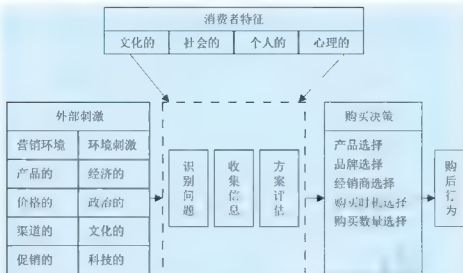 消费者特征
文化的 社会的 个人的 心理的
外部刺激
营销环境 环境刺激
产品的 经济的
价格的 政治的
渠道的 文化的
促销的 科技的
识别问题
收集信息
方案评估
购买决策
产品选择
品牌选择
经销商选择
购买时机选择
购买数量选择
购后行为